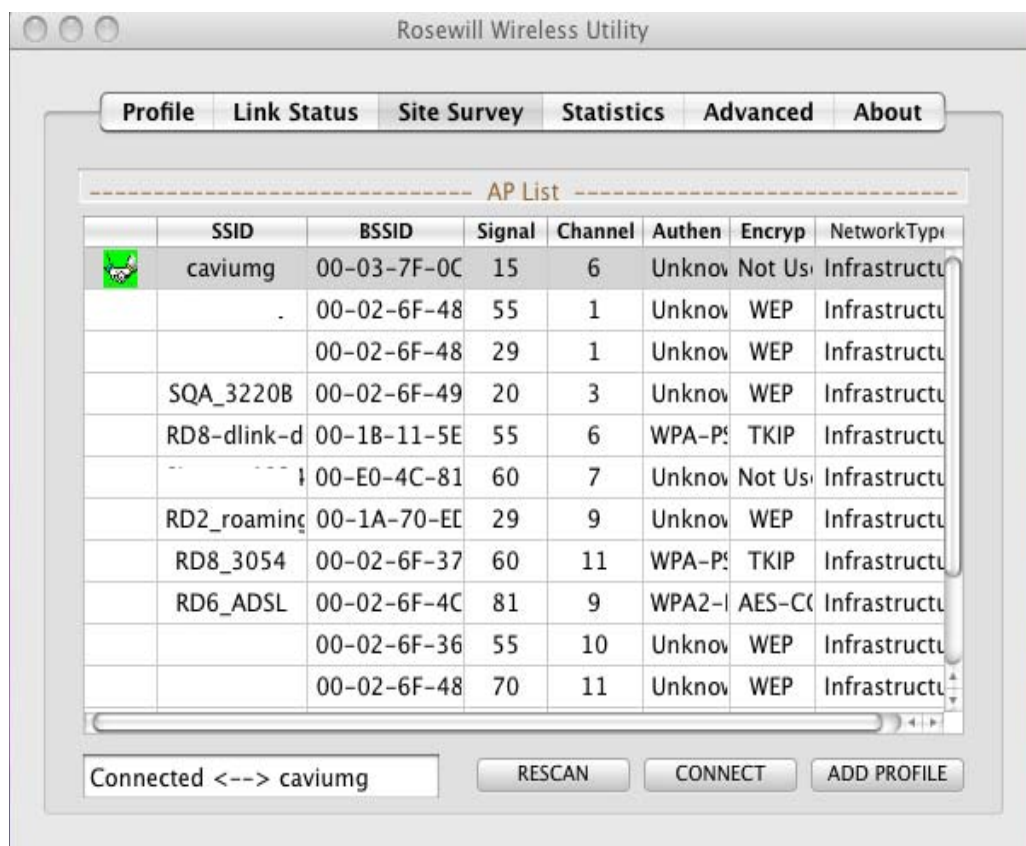 Rosewill Wireless Utility
Profile Link Status Site Survey Statistics Advanced About
AP List
SSID BSSID Signal Channel Authen Encryp NetworkType
caviumg 00-03-7F-0C 15 6 Unknov Not Us Infrastructu
00-02-6F-48 55 1 Unknov WEP Infrastructu
00-02-6F-48 29 1 Unknov WEP Infrastructu
SQA_3220B 00-02-6F-49 20 3 Unknov WEP Infrastructu
RD8-dlink-d 00-1B-11-5E 55 6 WPA-PS TKIP Infrastructu
00-E0-4C-81 60 7 Unknov Not Us Infrastructu
RD2_roaming 00-1A-70-ED 29 9 Unknov WEP Infrastructu
RD8_3054 00-02-6F-37 60 11 WPA-PS TKIP Infrastructu
RD6_ADSL 00-02-6F-4C 81 9 WPA2- AES-CC Infrastructu
00-02-6F-36 55 10 Unknov WEP Infrastructu
00-02-6F-48 70 11 Unknov WEP Infrastructu
Connected <--> caviumg RESCAN CONNECT ADD PROFILE